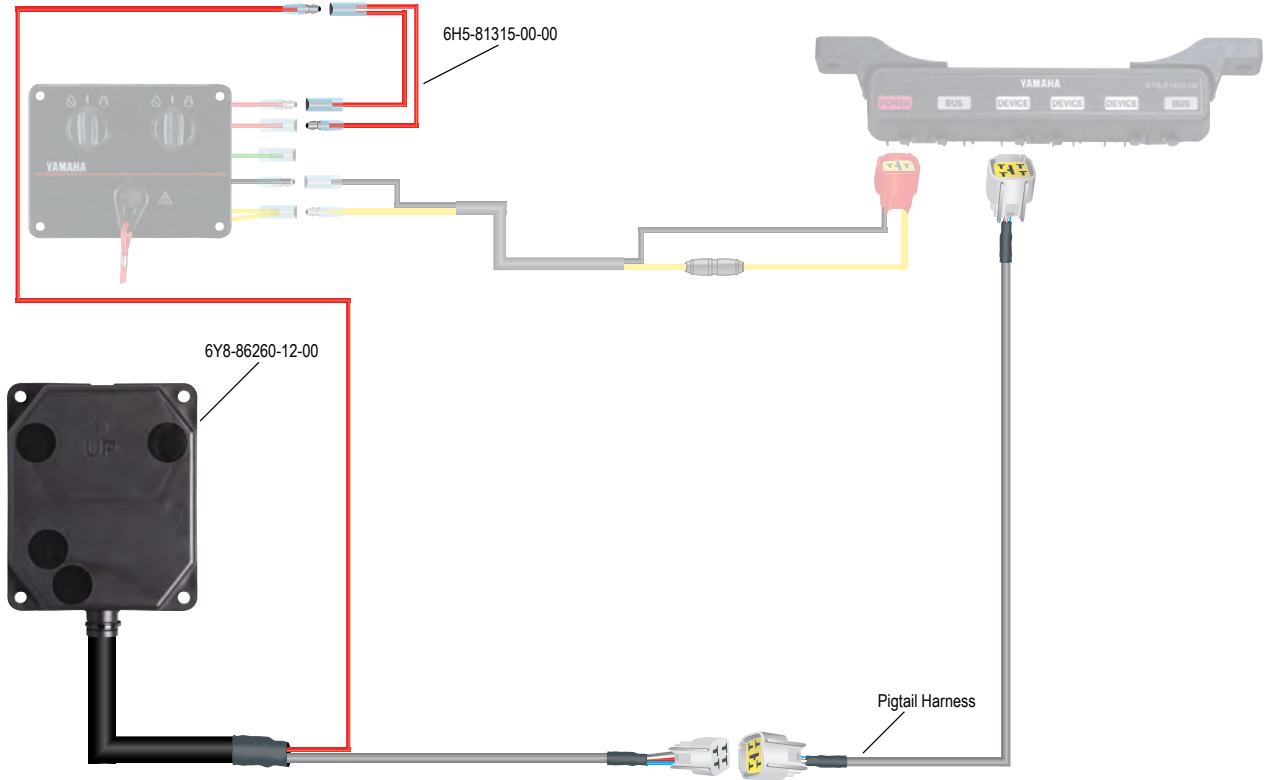 6H5-81315-00-00
YAMAHA
POWER
BUS
DEVICE
DEVICE
DEVICE
BUS
YAMAHA
6Y8-86260-12-00
UP
Pigtail Harness